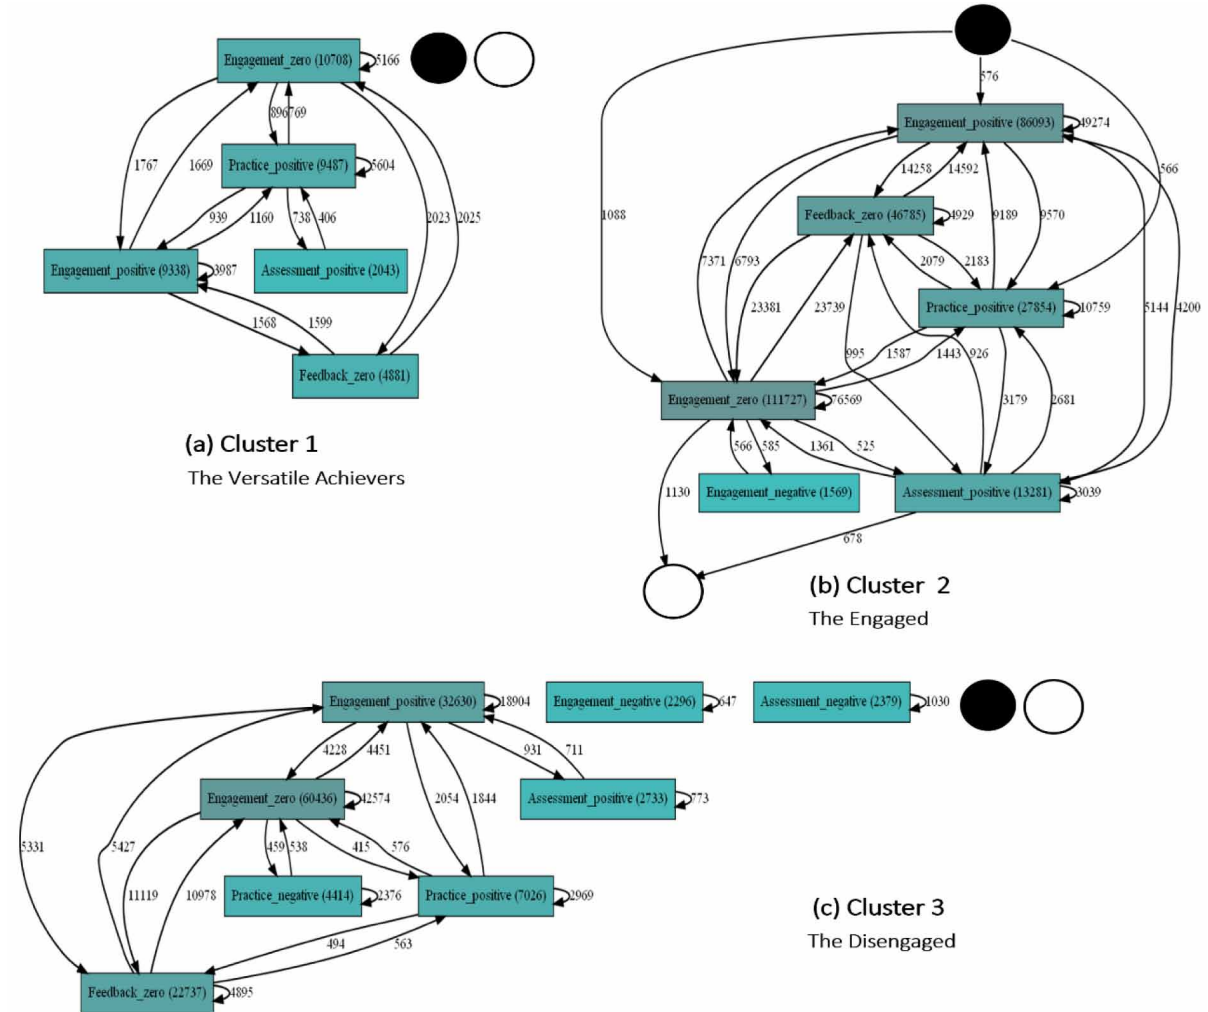 Engagement_zero (10708)
5166
896
769
Practice_positive (9487)
5604
1767
1669
939
1160
738
406
2023
2025
Engagement_positive (9338)
3987
Assessment_positive (2043)
1568
1599
Feedback_zero (4881)
(a) Cluster 1
The Versatile Achievers
576
Engagement_positive (86093)
49274
14258
14592
566
1088
Feedback_zero (46785)
4929
9189
9570
7371
6793
2079
2183
23381
23739
Practice_positive (27854)
10759
5144
4200
995
1587
1443
926
Engagement_zero (111727)
76569
3179
2681
566
585
1361
525
1130
Engagement_negative (1569)
Assessment_positive (13281)
3039
678
(b) Cluster 2
The Engaged
Engagement_positive (32630)
18904
Engagement_negative (2296)
647
Assessment_negative (2379)
1030
4228
4451
931
711
Engagement_zero (60436)
42574
2054
1844
Assessment_positive (2733)
773
5331
5427
459
538
415
576
11119
10978
Practice_negative (4414)
2376
Practice_positive (7026)
2969
494
563
Feedback_zero (22737)
4895
(c) Cluster 3
The Disengaged